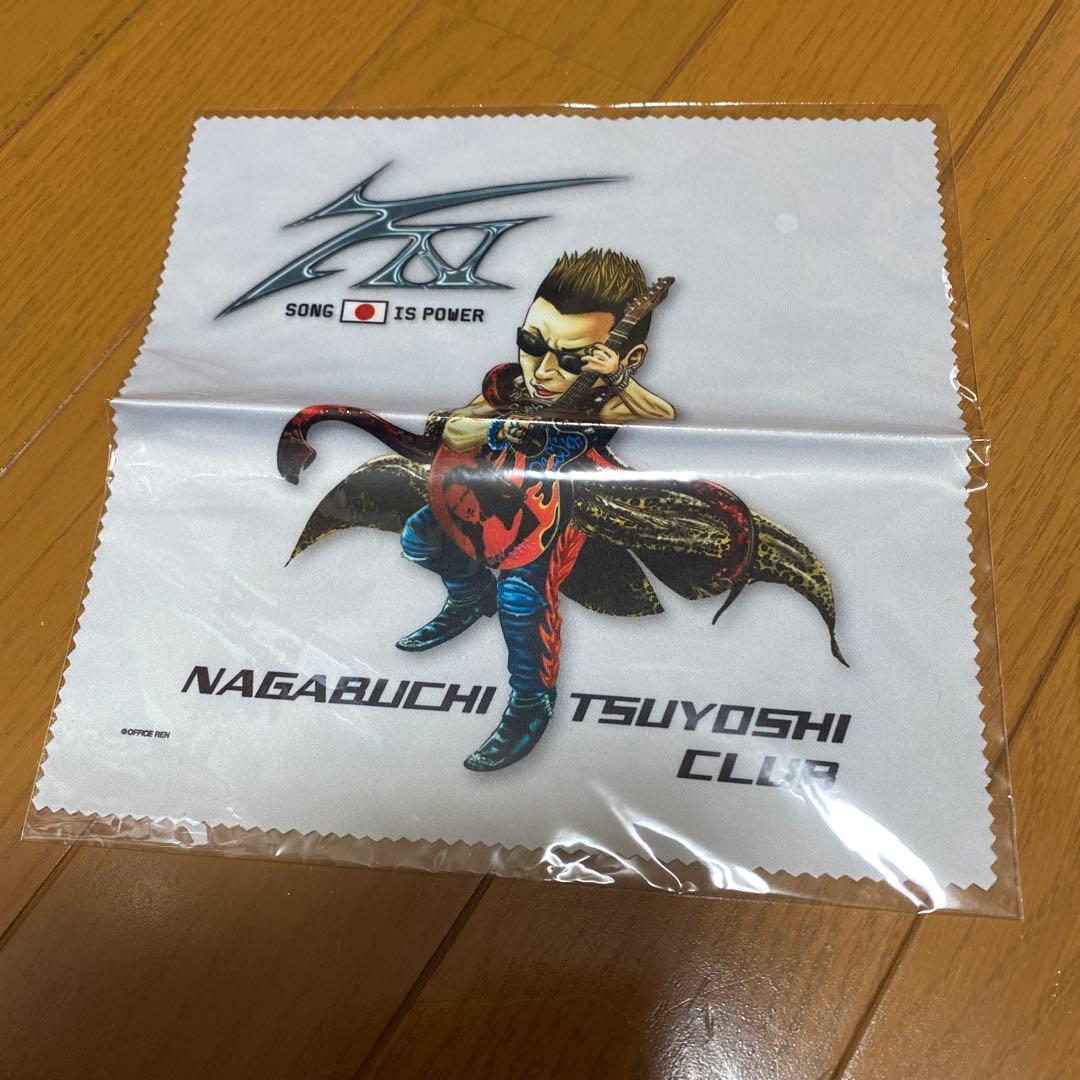 SONG IS POWER
NAGABUCHI TSUYOSHI
CLUB
©OFFICE REN